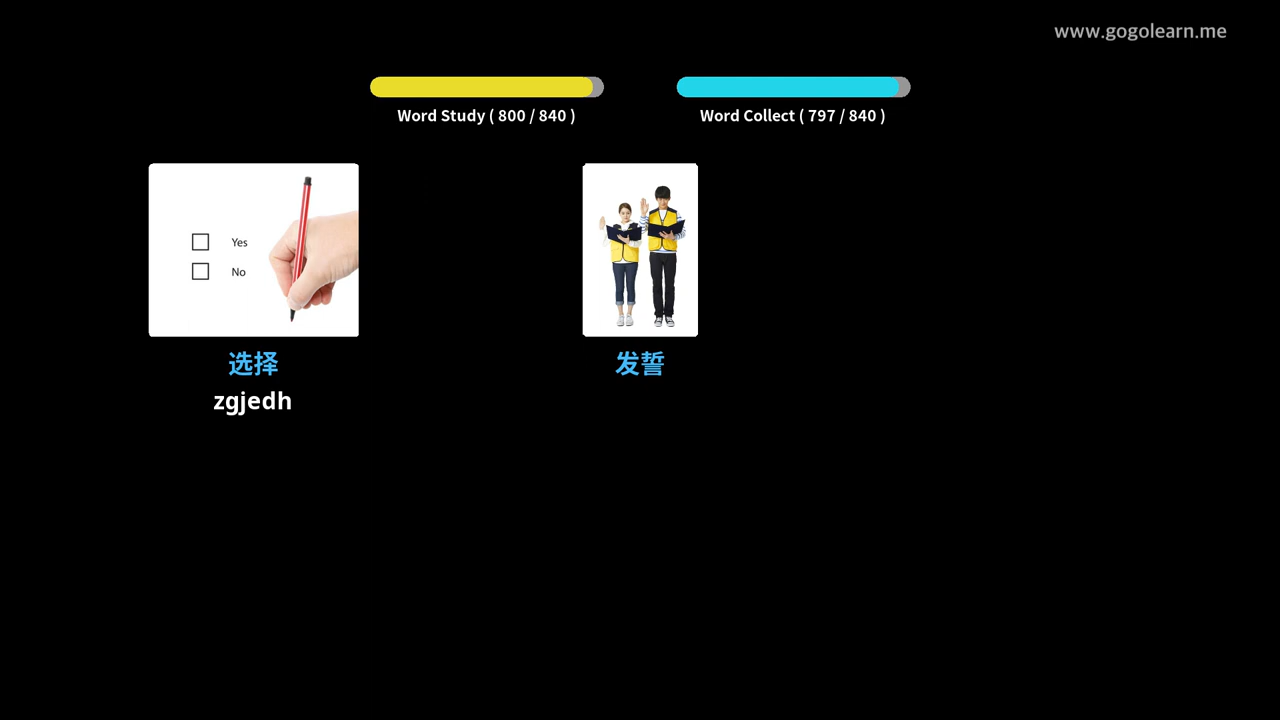 www.gogolearn.me
Word Study ( 800 / 840 )
Word Collect ( 797 / 840 )
Yes
No
选择
zgjedh
发誓